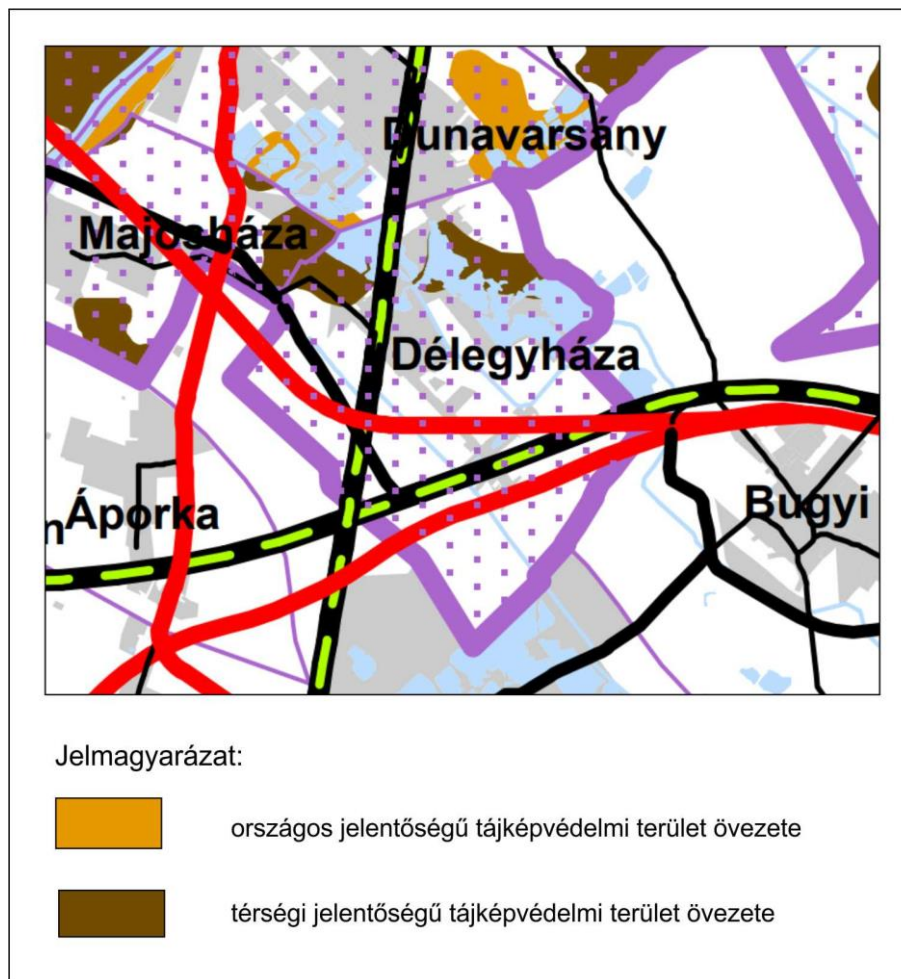 Dunavarsány
Majosháza
Délegyháza
Áporka
Bugyi
n
Jelmagyarázat:
országos jelentőségű tájképvédelmi terület övezete
térségi jelentőségű tájképvédelmi terület övezete